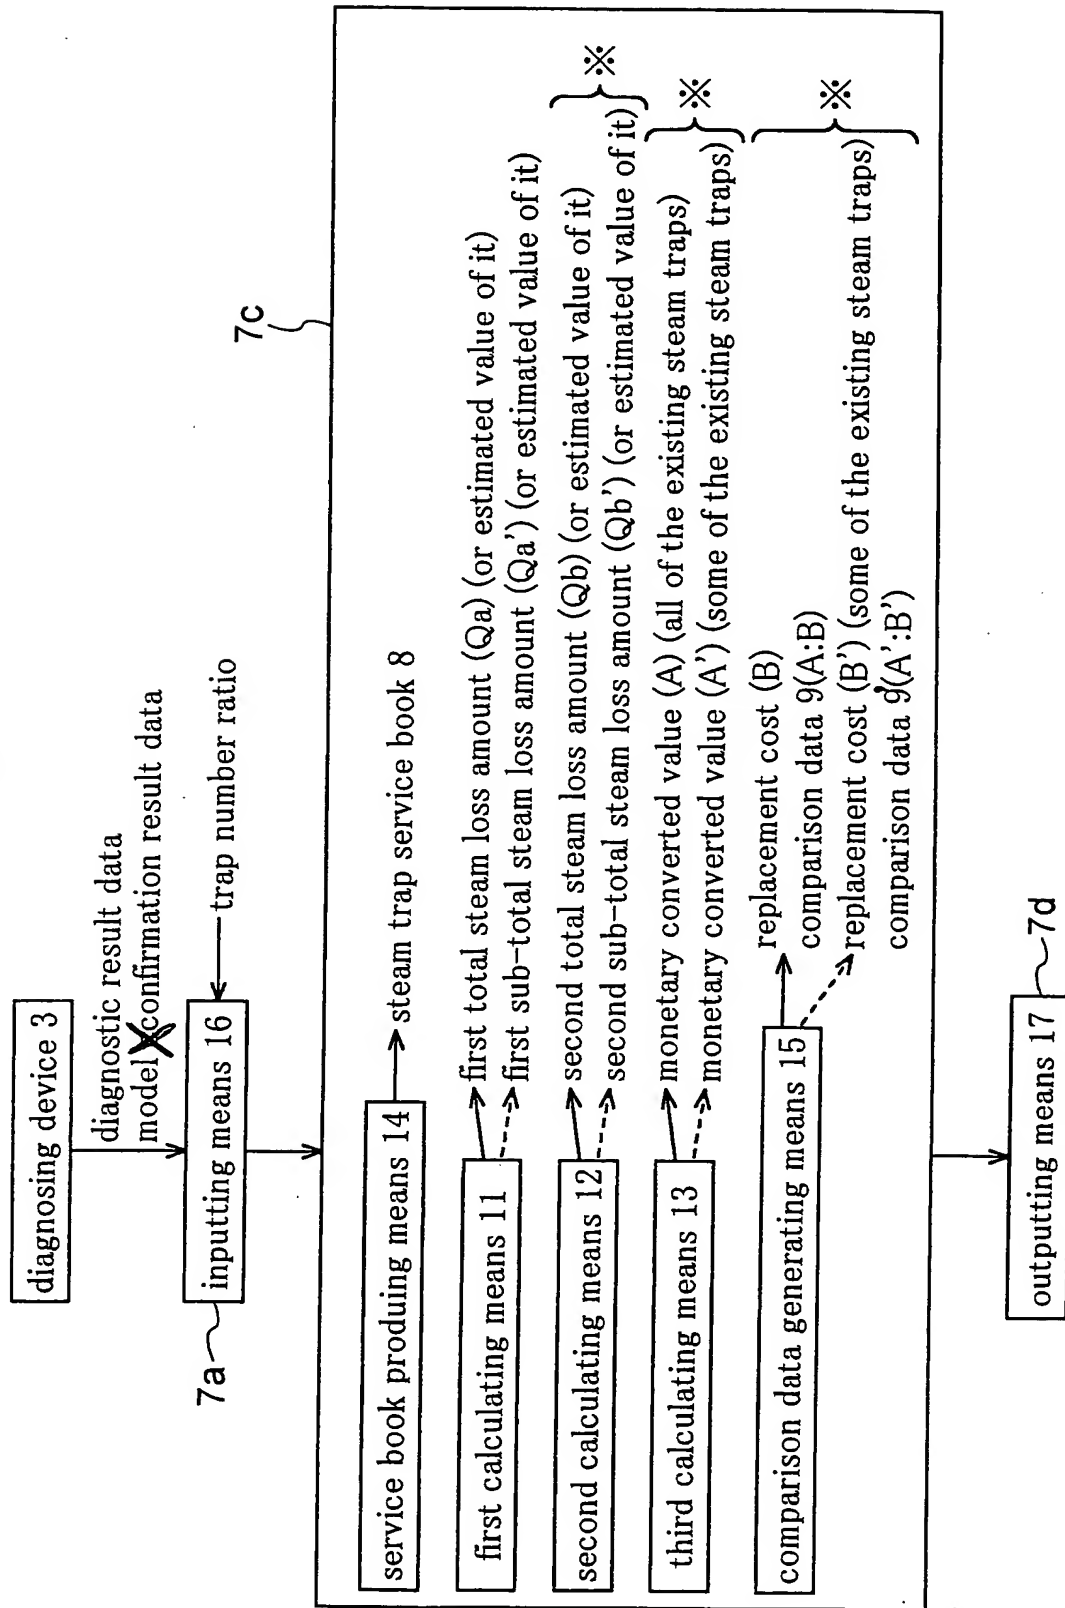 diagnosing device 3
diagnostic result data
model confirmation result data
7a
inputting means 16
trap number ratio
7c
service book produing means 14
steam trap service book 8
first calculating means 11
first total steam loss amount (Qa) (or estimated value of it)
first sub-total steam loss amount (Qa') (or estimated value of it)
second calculating means 12
second total steam loss amount (Qb) (or estimated value of it)
second sub-total steam loss amount (Qb') (or estimated value of it)
※
third calculating means 13
monetary converted value (A) (all of the existing steam traps)
monetary converted value (A') (some of the existing steam traps)
※
comparison data generating means 15
replacement cost (B)
comparison data 9(A:B)
replacement cost (B') (some of the existing steam traps)
comparison data 9'(A':B')
※
outputting means 17
7d